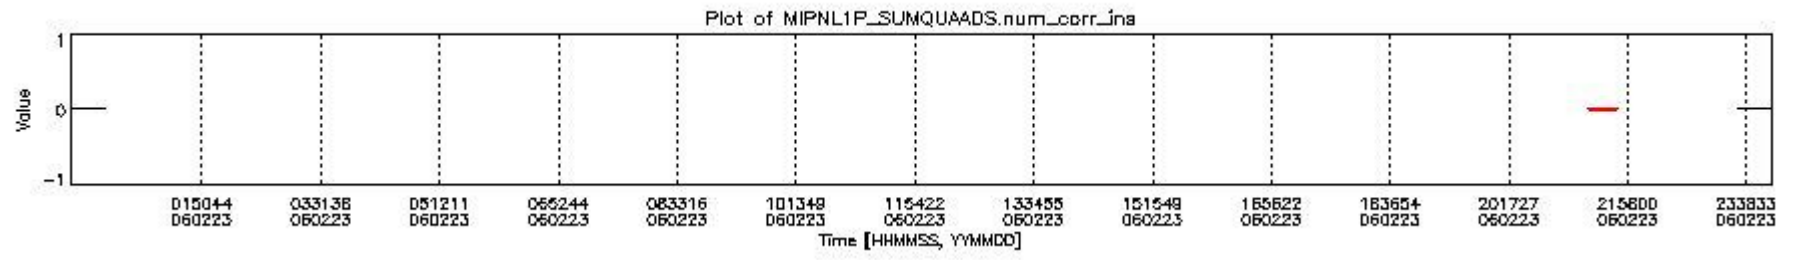 Plot of MIPNL1P_SUMQUAADS.num_corr_ins
1
Value
0
-1
015044 033138 051211 065244 083316 101349 115422 133455 151549 165622 183654 201727 215800 233833
060223 060223 060223 060223 060223 060223 060223 060223 060223 060223 060223 060223 060223 060223
Time [HHMMSS, YYMMDD]